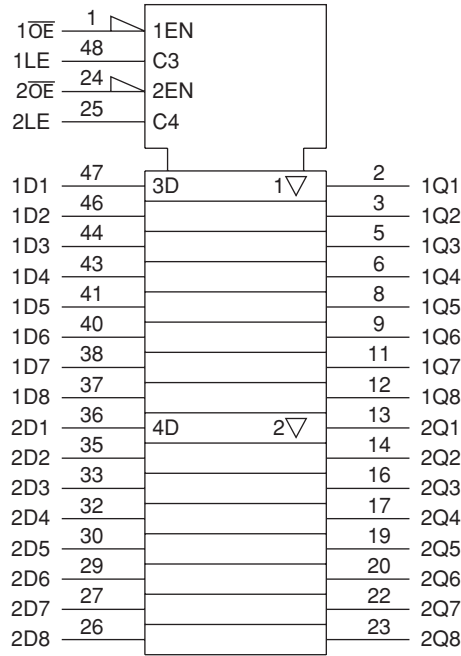 1O̅E̅ 1 1EN
1LE 48 C3
2O̅E̅ 24 2EN
2LE 25 C4
1D1 47 3D 1▽ 2 1Q1
1D2 46 3 1Q2
1D3 44 5 1Q3
1D4 43 6 1Q4
1D5 41 8 1Q5
1D6 40 9 1Q6
1D7 38 11 1Q7
1D8 37 12 1Q8
2D1 36 4D 2▽ 13 2Q1
2D2 35 14 2Q2
2D3 33 16 2Q3
2D4 32 17 2Q4
2D5 30 19 2Q5
2D6 29 20 2Q6
2D7 27 22 2Q7
2D8 26 23 2Q8